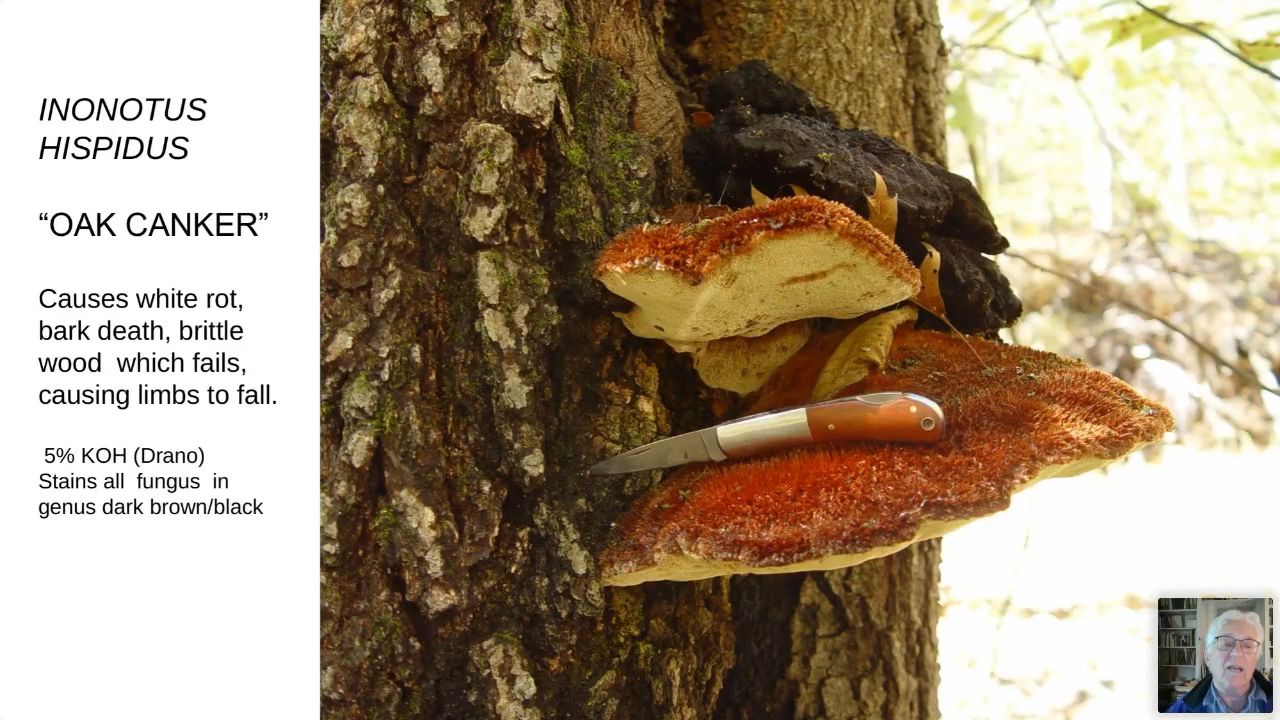 INONOTUS
HISPIDUS
“OAK CANKER”
Causes white rot,
bark death, brittle
wood which fails,
causing limbs to fall.
5% KOH (Drano)
Stains all fungus in
genus dark brown/black